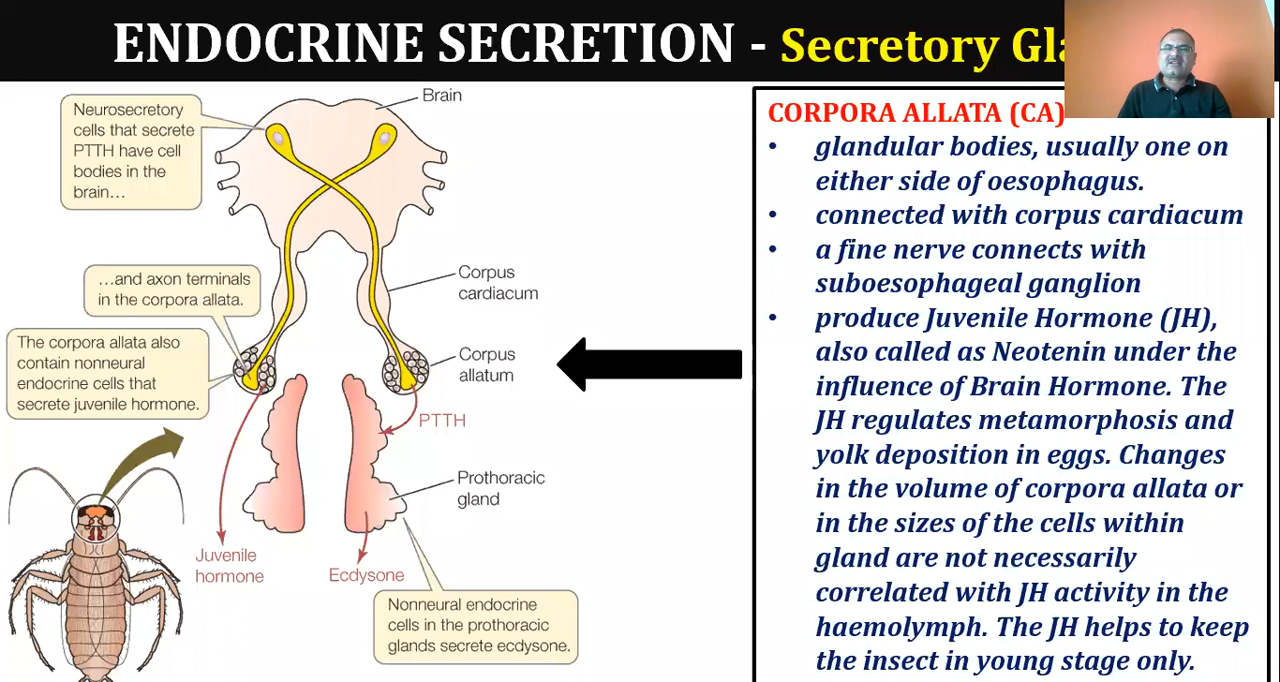 ENDOCRINE SECRETION - Secretory
Neurosecretory
cells that secrete
PTTH have cell
bodies in the
brain…
Brain
…and axon terminals
in the corpora allata.
The corpora allata also
contain nonneural
endocrine cells that
secrete juvenile hormone.
Corpus
cardiacum
Corpus
allatum
PTTH
Prothoracic
gland
Juvenile
hormone
Ecdysone
Nonneural endocrine
cells in the prothoracic
glands secrete ecdysone.
CORPORA ALLATA (CA)
• glandular bodies, usually one on
either side of oesophagus.
• connected with corpus cardiacum
• a fine nerve connects with
suboesophageal ganglion
• produce Juvenile Hormone (JH),
also called as Neotenin under the
influence of Brain Hormone. The
JH regulates metamorphosis and
yolk deposition in eggs. Changes
in the volume of corpora allata or
in the sizes of the cells within
gland are not necessarily
correlated with JH activity in the
haemolymph. The JH helps to keep
the insect in young stage only.